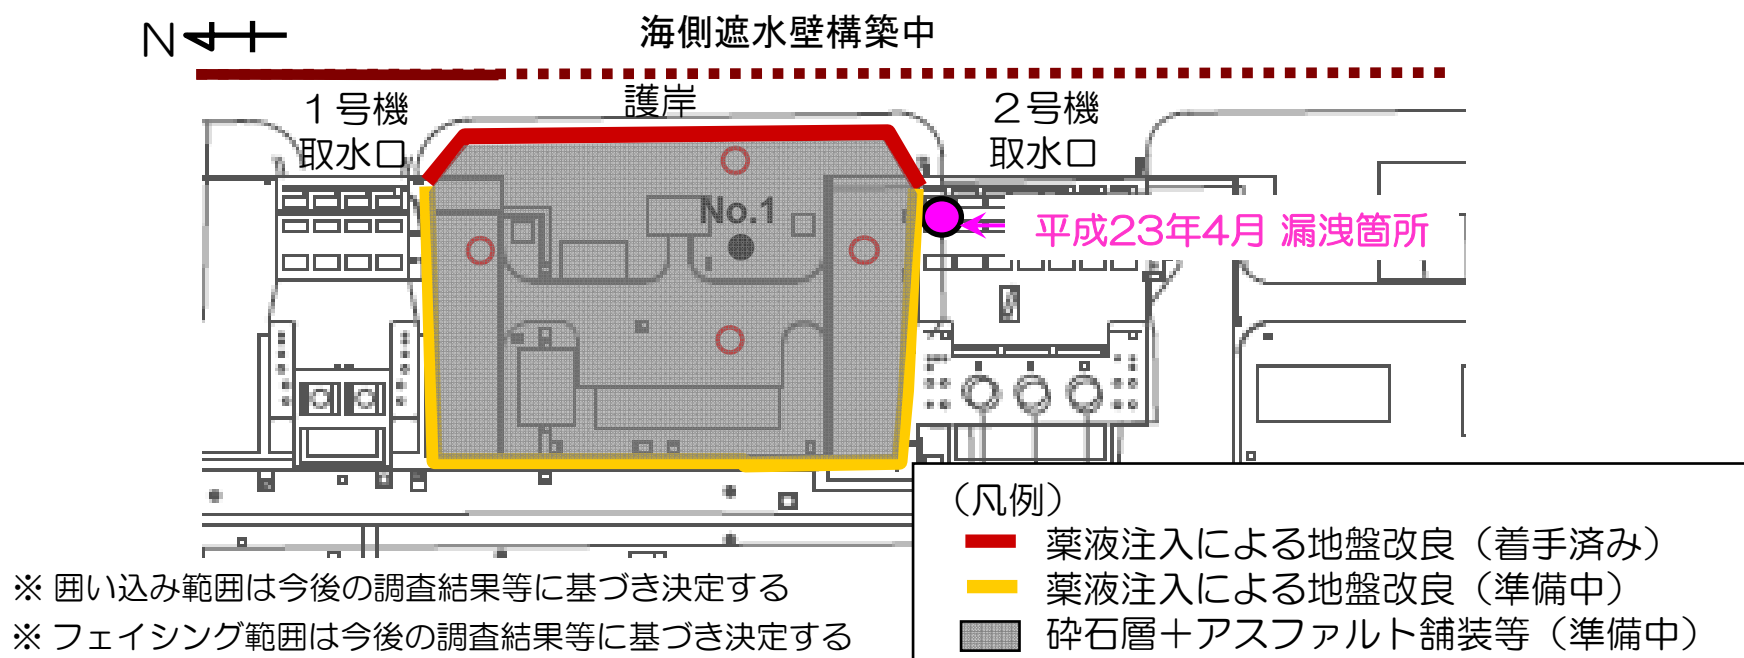 N
海側遮水壁構築中
護岸
１号機
取水口
２号機
取水口
No.1
平成23年4月 漏洩箇所
（凡例）
薬液注入による地盤改良（着手済み）
薬液注入による地盤改良（準備中）
砕石層＋アスファルト舗装等（準備中）
※ 囲い込み範囲は今後の調査結果等に基づき決定する
※ フェイシング範囲は今後の調査結果等に基づき決定する